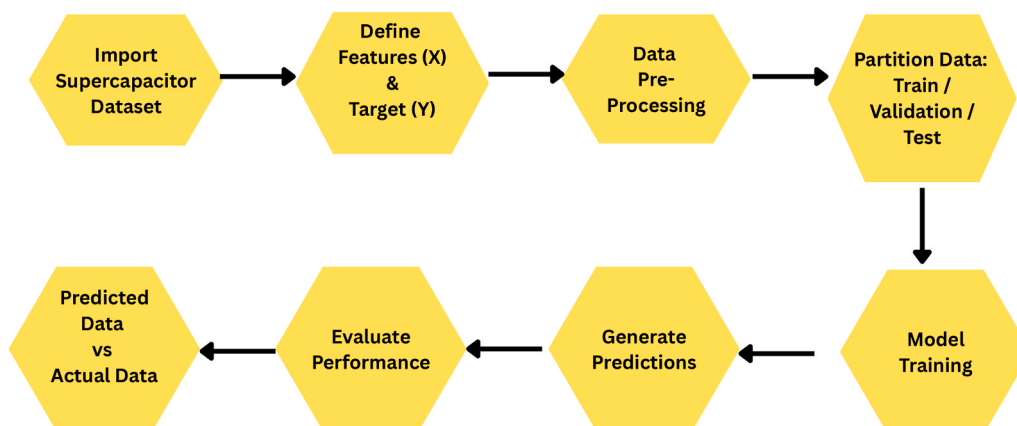 Import
Supercapacitor
Dataset
Define
Features (X)
&
Target (Y)
Data
Pre-
Processing
Partition Data:
Train /
Validation /
Test
Model
Training
Generate
Predictions
Evaluate
Performance
Predicted
Data
vs
Actual Data